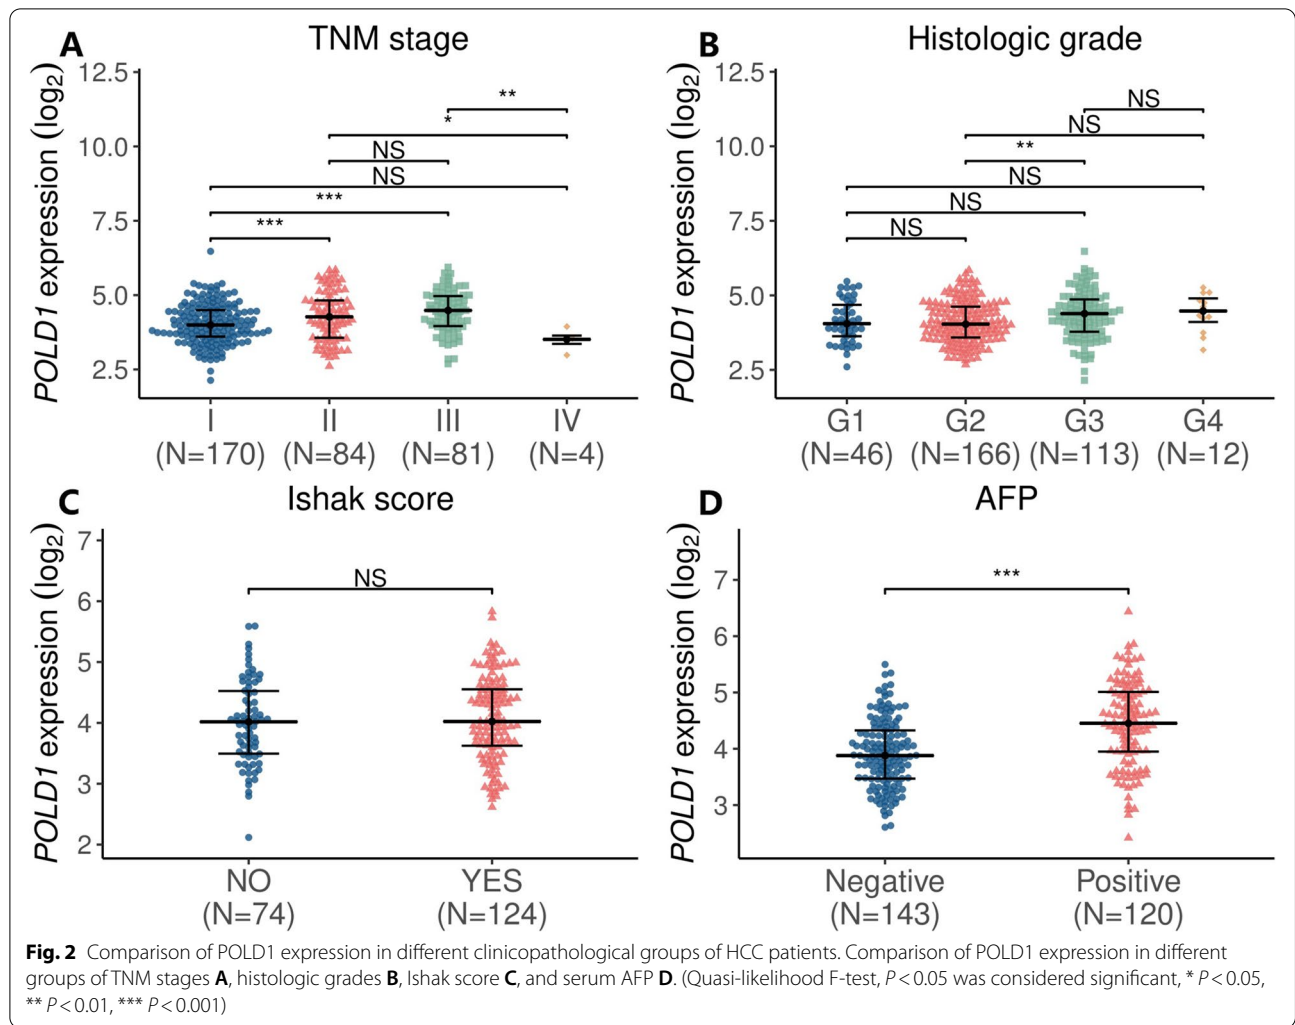 A TNM stage
POLD1 expression (log2)
12.5
10.0
7.5
5.0
2.5
**
*
NS
NS
***
***
I II III IV
(N=170) (N=84) (N=81) (N=4)
B Histologic grade
POLD1 expression (log2)
12.5
10.0
7.5
5.0
2.5
NS
NS
**
NS
NS
NS
G1 G2 G3 G4
(N=46) (N=166) (N=113) (N=12)
C Ishak score
POLD1 expression (log2)
7
6
5
4
3
2
NS
NO YES
(N=74) (N=124)
D AFP
POLD1 expression (log2)
7
6
5
4
3
***
Negative Positive
(N=143) (N=120)
Fig. 2 Comparison of POLD1 expression in different clinicopathological groups of HCC patients. Comparison of POLD1 expression in different
groups of TNM stages A, histologic grades B, Ishak score C, and serum AFP D. (Quasi-likelihood F-test, P < 0.05 was considered significant, * P < 0.05,
** P < 0.01, *** P < 0.001)